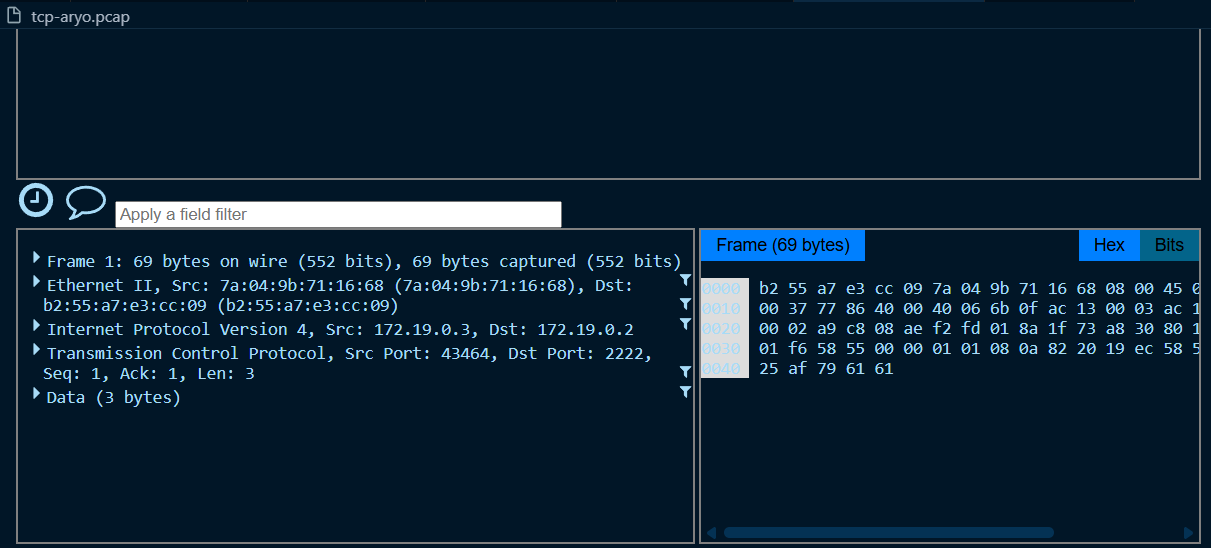 tcp-aryo.pcap
Apply a field filter
Frame 1: 69 bytes on wire (552 bits), 69 bytes captured (552 bits)
Ethernet II, Src: 7a:04:9b:71:16:68 (7a:04:9b:71:16:68), Dst:
b2:55:a7:e3:cc:09 (b2:55:a7:e3:cc:09)
Internet Protocol Version 4, Src: 172.19.0.3, Dst: 172.19.0.2
Transmission Control Protocol, Src Port: 43464, Dst Port: 2222,
Seq: 1, Ack: 1, Len: 3
Data (3 bytes)
Frame (69 bytes) Hex Bits
0000 b2 55 a7 e3 cc 09 7a 04 9b 71 16 68 08 00 45
0010 00 37 77 86 40 00 40 06 6b 0f ac 13 00 03 ac
0020 00 02 a9 c8 08 ae f2 fd 01 8a 1f 73 a8 30 80
0030 01 f6 58 55 00 00 01 01 08 0a 82 20 19 ec 58
0040 25 af 79 61 61